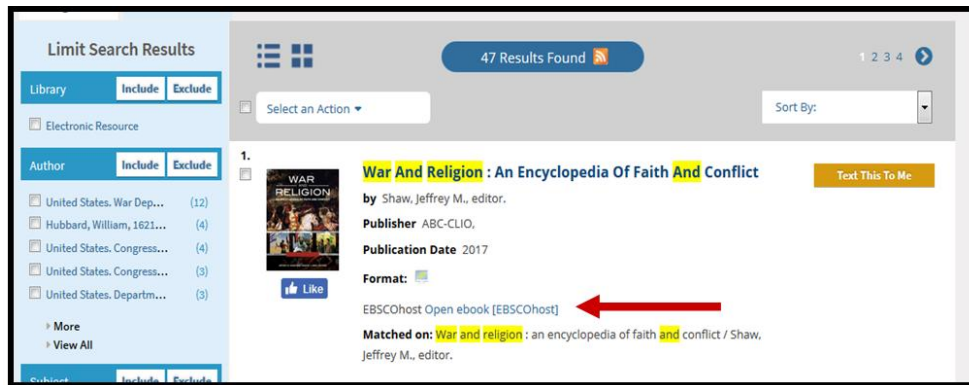 Limit Search Results
Library Include Exclude
Electronic Resource
Author Include Exclude
United States. War Dep... (12)
Hubbard, William, 1621... (4)
United States. Congress... (4)
United States. Congress... (3)
United States. Departm... (3)
More
View All
Subject Include Exclude
47 Results Found
1 2 3 4
Select an Action
Sort By:
1.
WAR
AND
RELIGION
Like
War And Religion : An Encyclopedia Of Faith And Conflict
by Shaw, Jeffrey M., editor.
Publisher ABC-CLIO,
Publication Date 2017
Format:
EBSCOhost Open ebook [EBSCOhost]
Matched on: War and religion : an encyclopedia of faith and conflict / Shaw,
Jeffrey M., editor.
Text This To Me